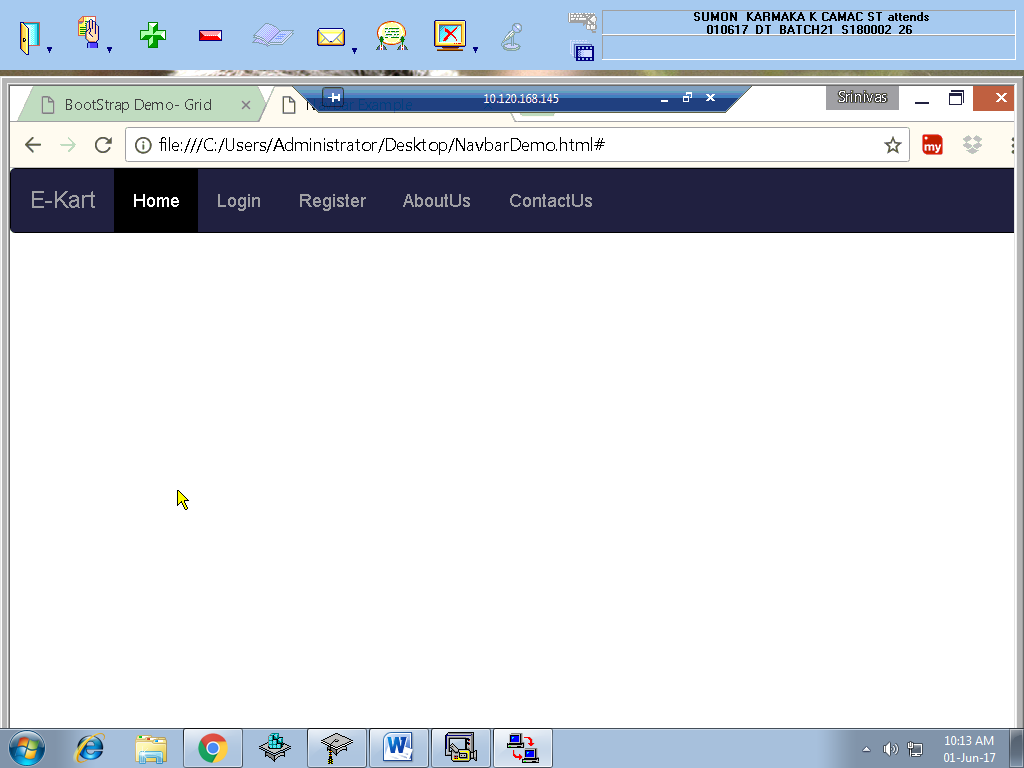 SUMON KARMAKA K CAMAC ST attends
010617 DT BATCH21 S180002 26
BootStrap Demo- Grid
10.120.168.145
Srinivas
file:///C:/Users/Administrator/Desktop/NavbarDemo.html#
my
E-Kart Home Login Register AboutUs ContactUs
W
10:13 AM
01-Jun-17